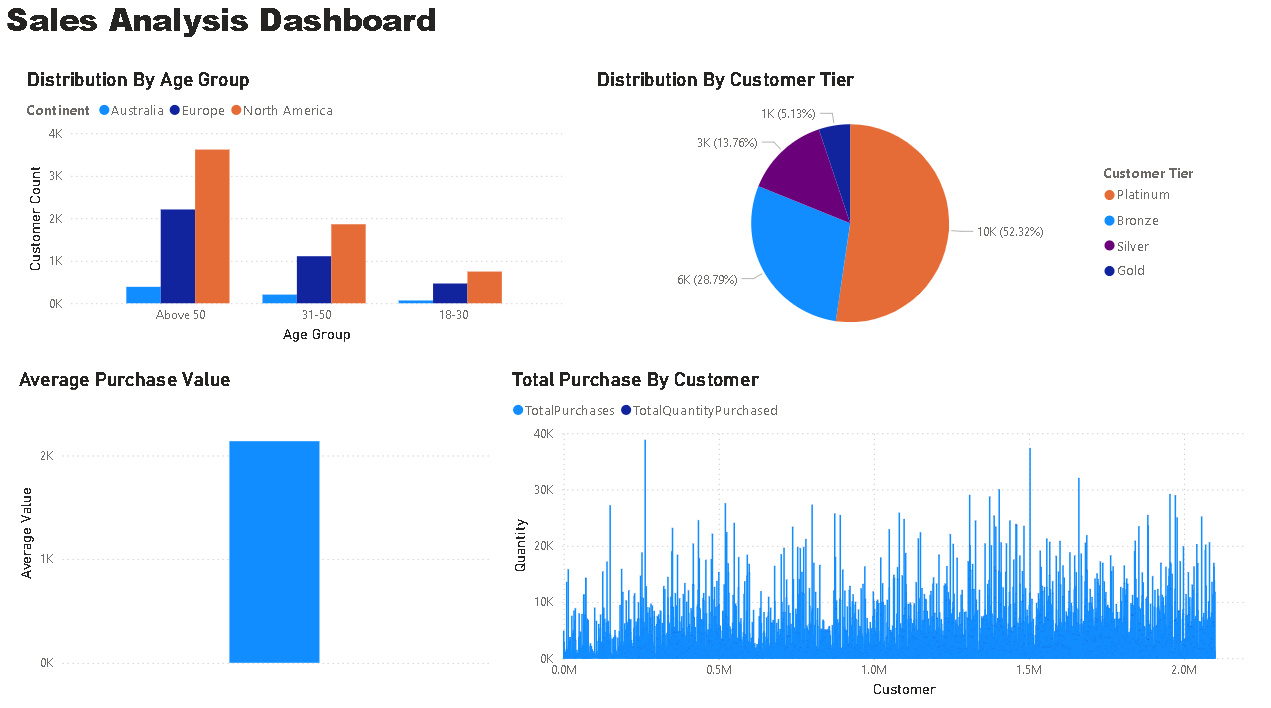 Sales Analysis Dashboard
Distribution By Age Group
Continent Australia Europe North America
Customer Count
4K
3K
2K
1K
0K
Above 50 31-50 18-30
Age Group
Distribution By Customer Tier
1K (5.13%)
3K (13.76%)
10K (52.32%)
6K (28.79%)
Customer Tier
Platinum
Bronze
Silver
Gold
Average Purchase Value
Average Value
2K
1K
0K
Total Purchase By Customer
TotalPurchases TotalQuantityPurchased
Quantity
40K
30K
20K
10K
0K
0.0M 0.5M 1.0M 1.5M 2.0M
Customer